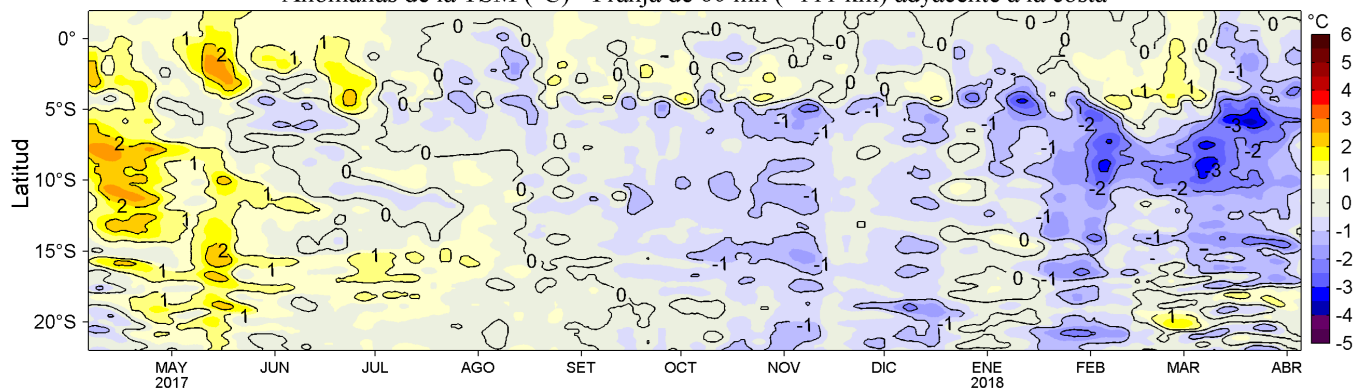 Anomalías de la TSM (°C) - Franja de 60 mn (~111 km) adyacente a la costa
°C
0°
5°S
10°S
15°S
20°S
Latitud
6
5
4
3
2
1
0
-1
-2
-3
-4
-5
MAY JUN JUL AGO SET OCT NOV DIC ENE FEB MAR ABR
2017 2018